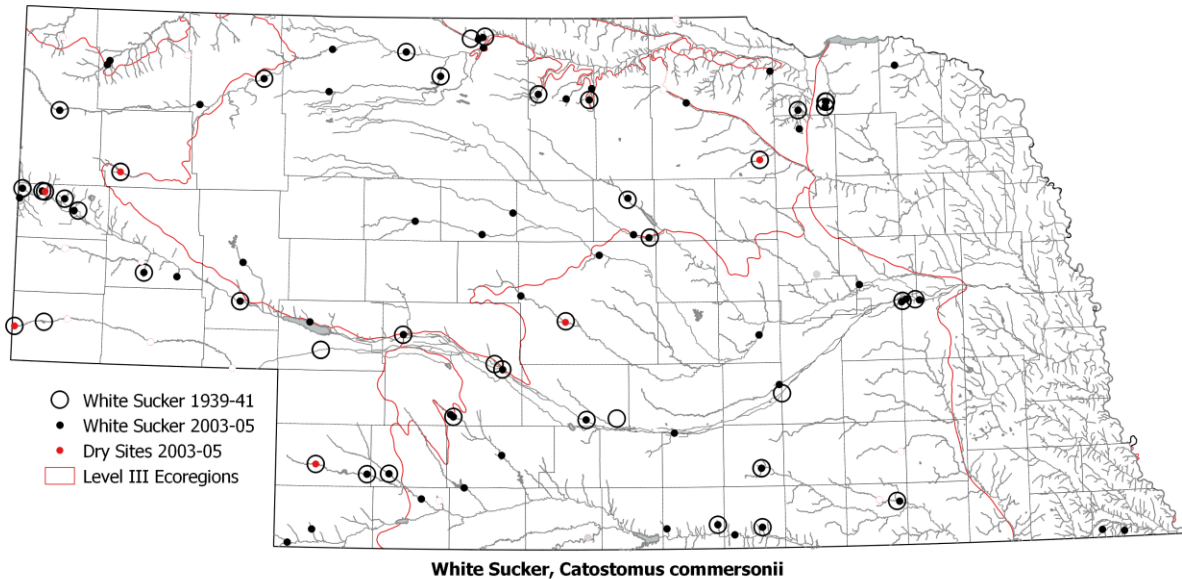 White Sucker 1939-41
White Sucker 2003-05
Dry Sites 2003-05
Level III Ecoregions
White Sucker, Catostomus commersonii